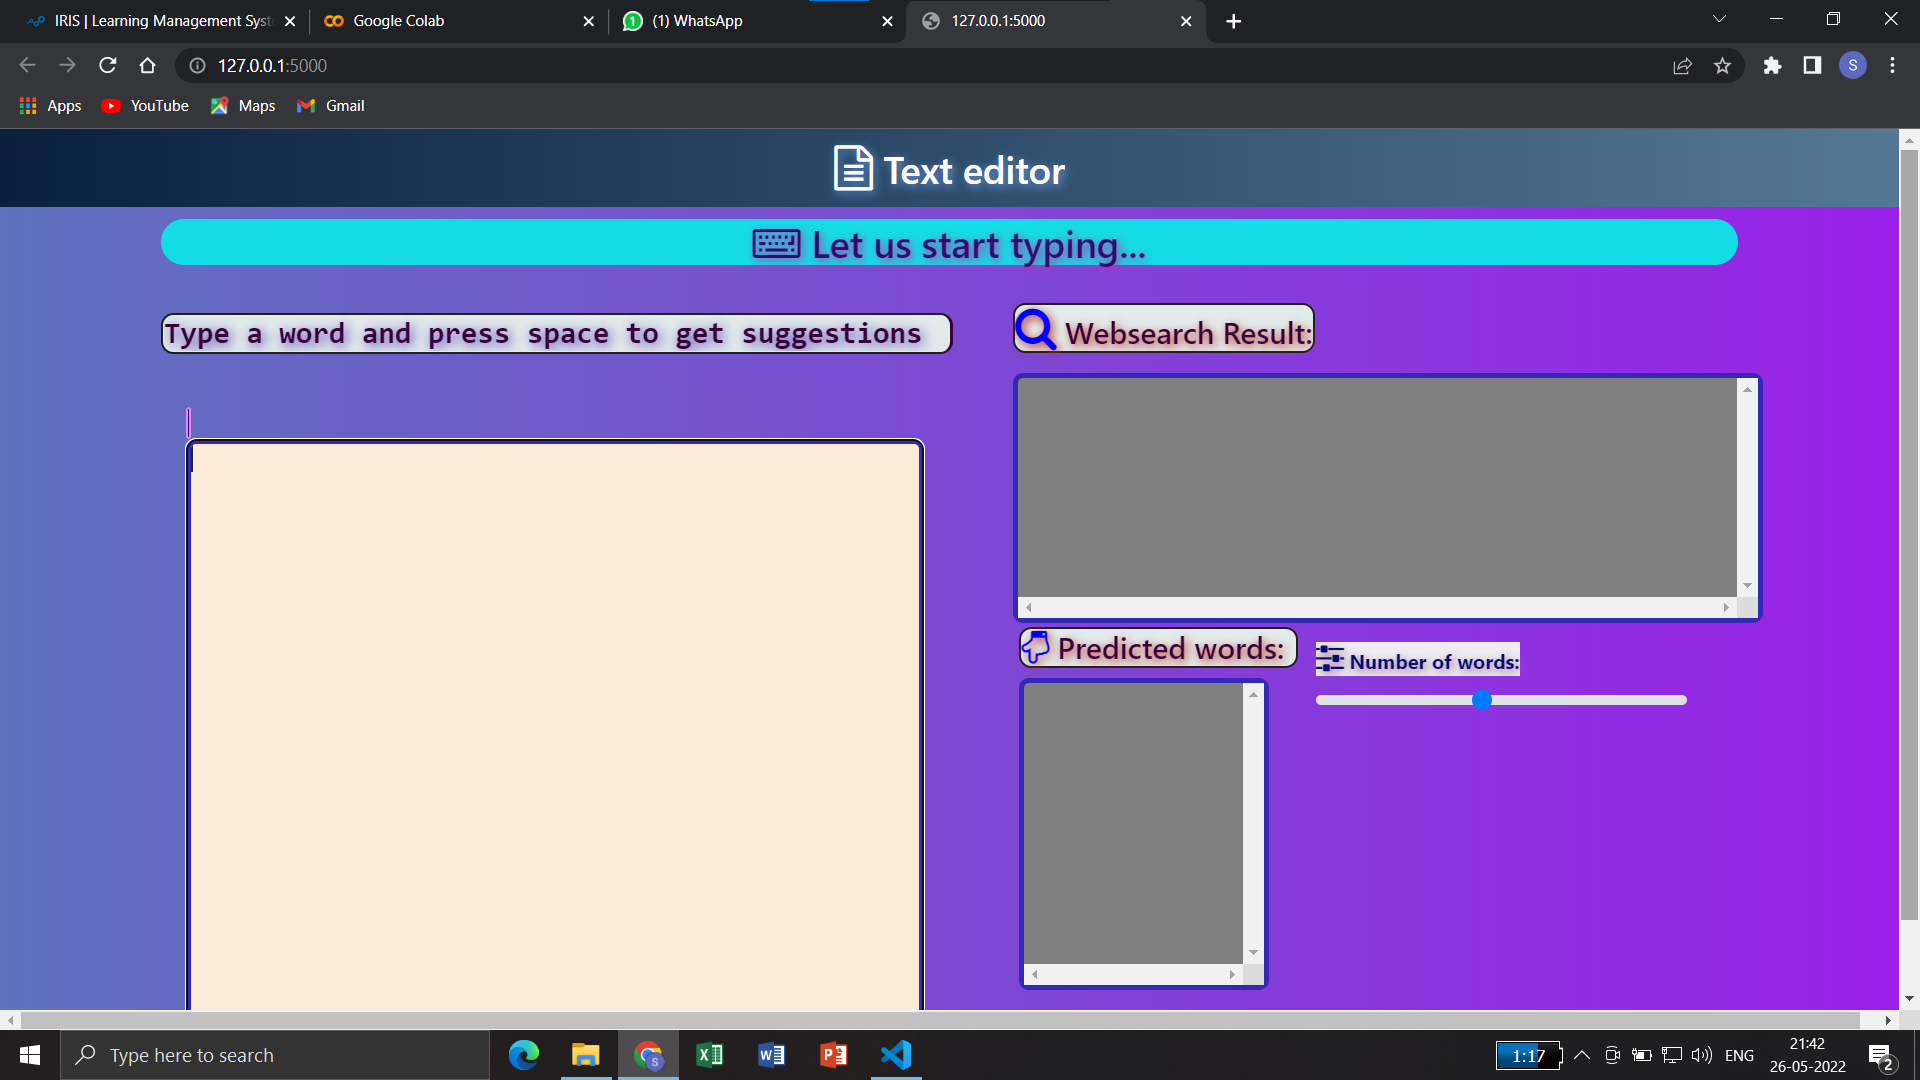 IRIS | Learning Management Syst
Google Colab
(1) WhatsApp
127.0.0.1:5000
127.0.0.1:5000
S
Apps
YouTube
Maps
Gmail
Text editor
Let us start typing...
Type a word and press space to get suggestions
Websearch Result:
Predicted words:
Number of words:
Type here to search
1:17
ENG
21:42
26-05-2022
2